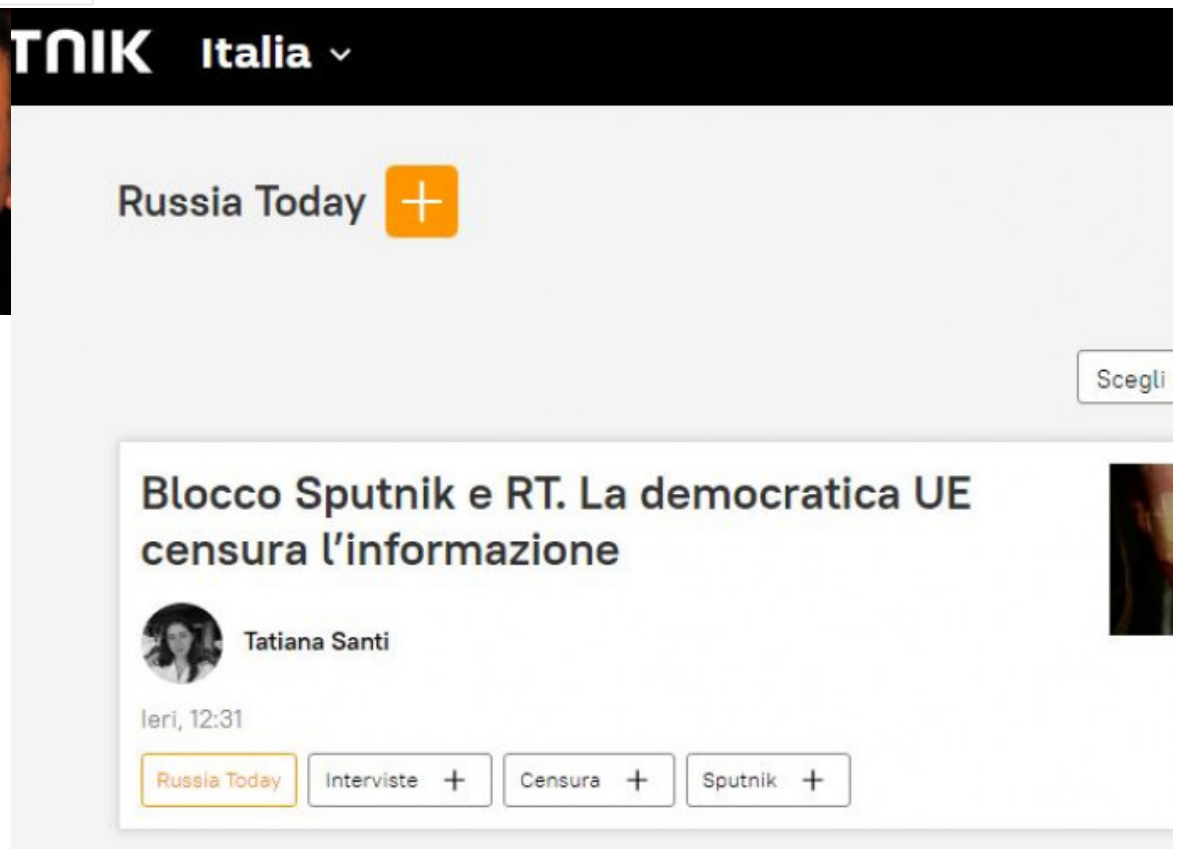 TNIK Italia
Russia Today
Scegli
Blocco Sputnik e RT. La democratica UE
censura l’informazione
Tatiana Santi
Ieri, 12:31
Russia Today Interviste + Censura + Sputnik +